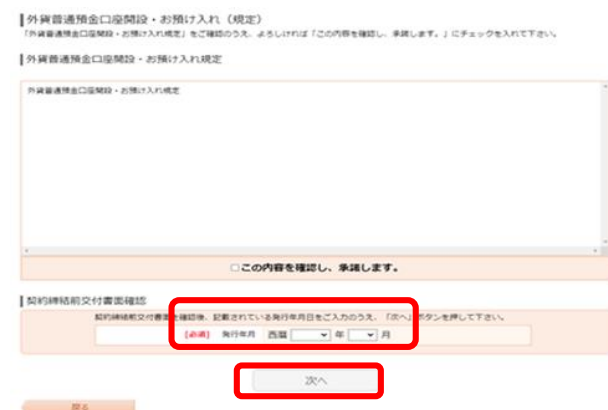 外貨普通預金口座開設・お預け入れ（規定）
「外貨普通預金口座開設・お預け入れ規定」をご確認のうえ、よろしければ「この内容を確認し、承諾します。」にチェックを入れて下さい。
外貨普通預金口座開設・お預け入れ規定
外貨普通預金口座開設・お預け入れ規定
この内容を確認し、承諾します。
契約締結前交付書面確認
契約締結前交付書面を確認後、記載されている発行年月日をご入力のうえ、「次へ」ボタンを押して下さい。
[必須] 発行年月 西暦 年 月
次へ
戻る